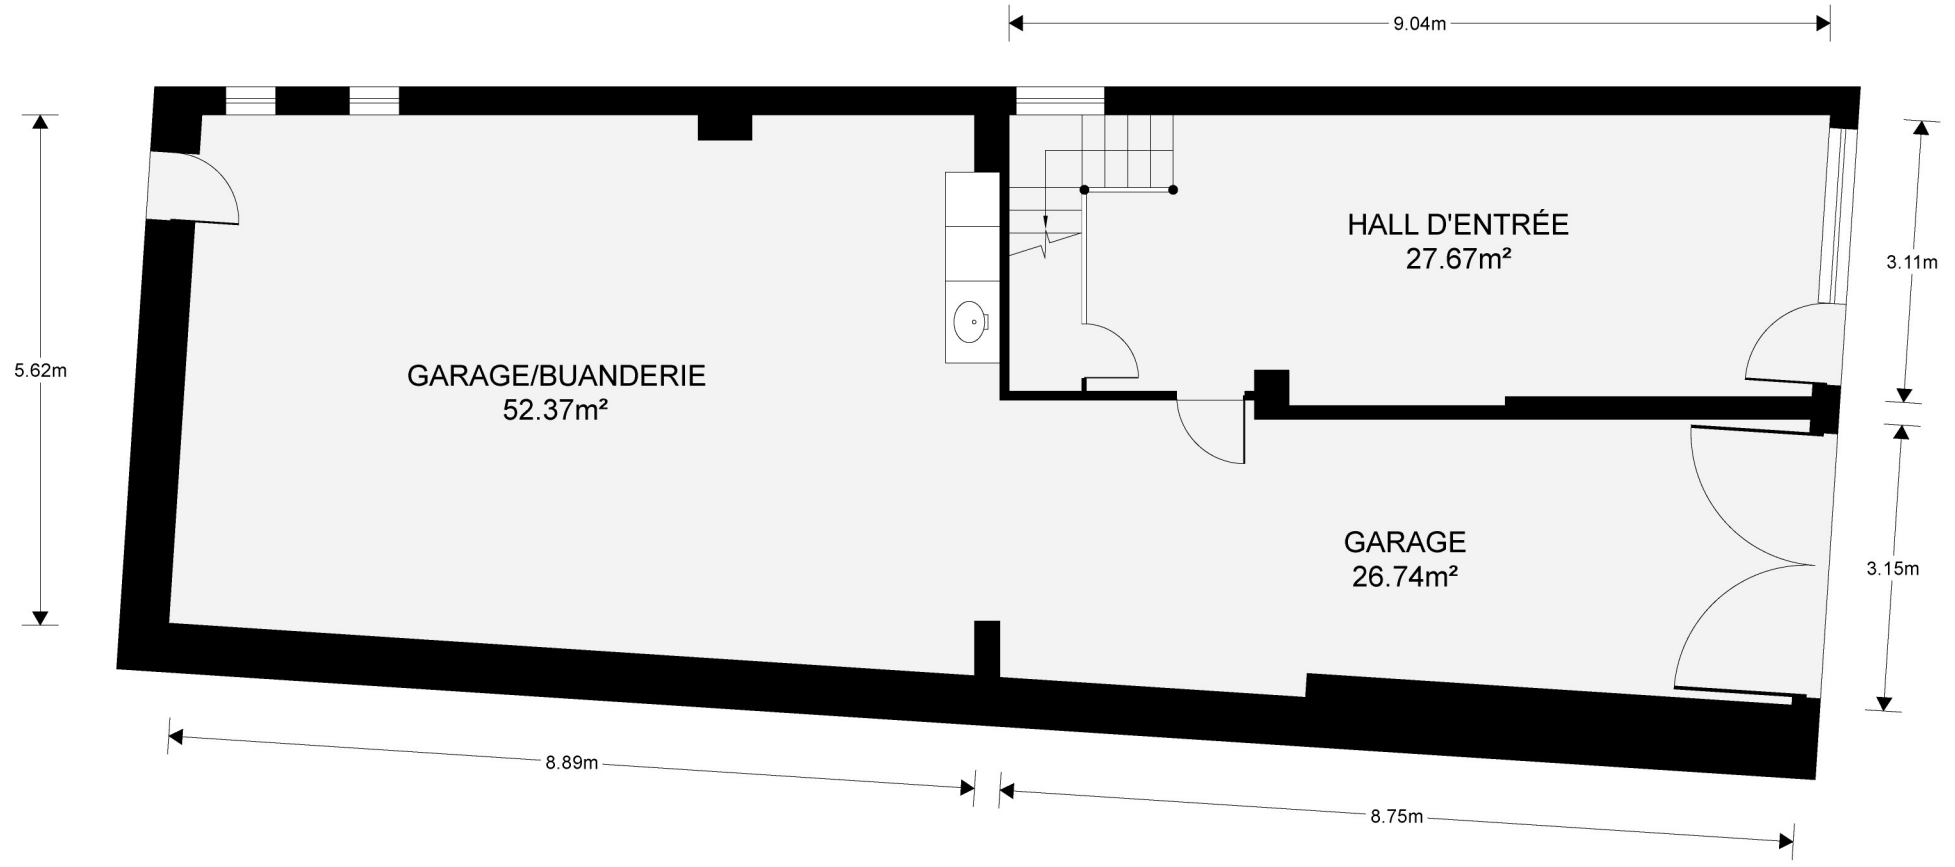 9.04m
HALL D'ENTRÉE
27.67m²
3.11m
5.62m
GARAGE/BUANDERIE
52.37m²
GARAGE
26.74m²
3.15m
8.89m
8.75m